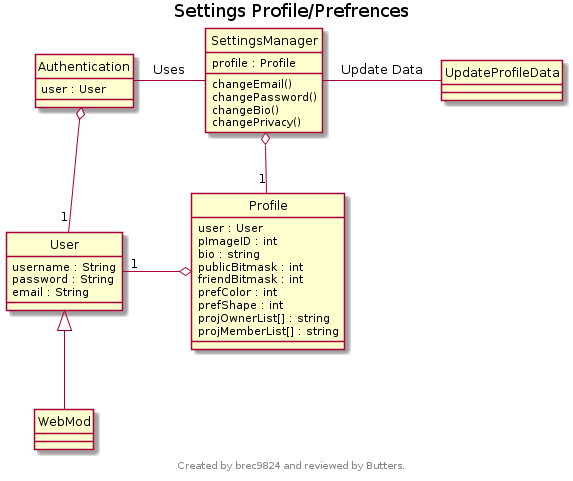 Settings Profile/Prefrences
SettingsManager
profile : Profile
changeEmail()
changePassword()
changeBio()
changePrivacy()
Authentication
user : User
Uses
Update Data
UpdateProfileData
1
1
User
username : String
password : String
email : String
1
Profile
user : User
pImageID : int
bio : string
publicBitmask : int
friendBitmask : int
prefColor : int
prefShape : int
projOwnerList[] : string
projMemberList[] : string
WebMod
Created by brec9824 and reviewed by Butters.